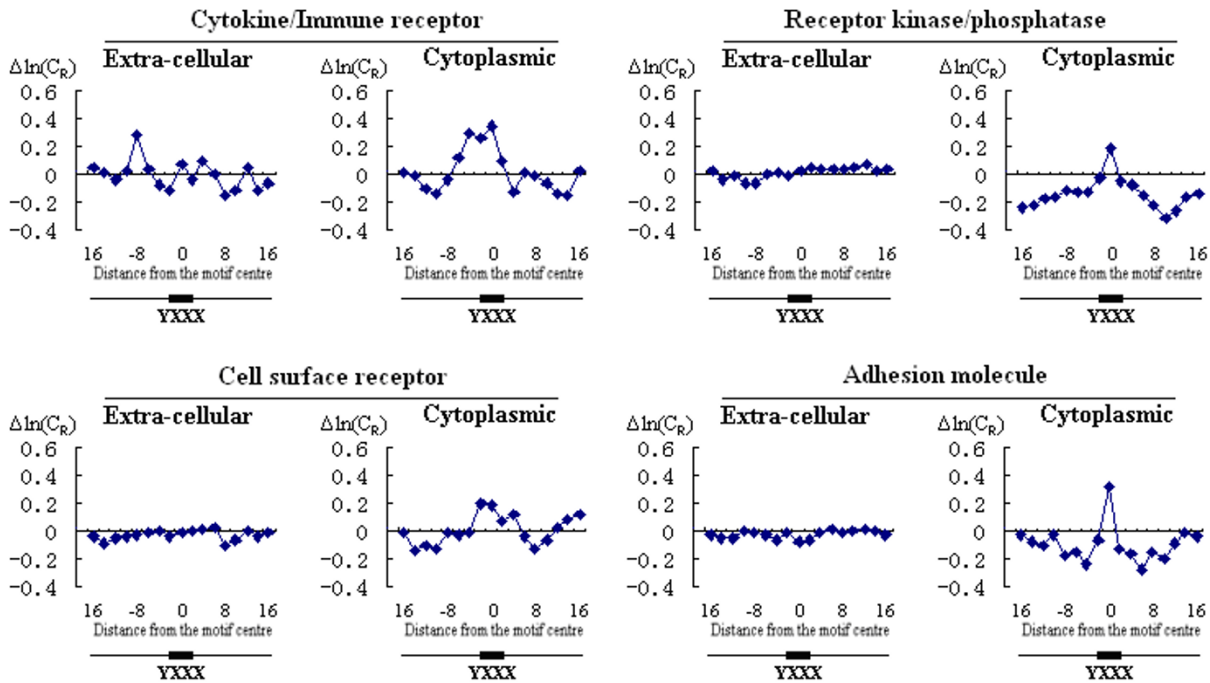 Cytokine/Immune receptor
Receptor kinase/phosphatase
Extra-cellular
Cytoplasmic
Extra-cellular
Cytoplasmic
Δln(CR)
Δln(CR)
Δln(CR)
Δln(CR)
0.6 0.6 0.6 0.6
0.4 0.4 0.4 0.4
0.2 0.2 0.2 0.2
0 0 0 0
-0.2 -0.2 -0.2 -0.2
-0.4 -0.4 -0.4 -0.4
16 -8 0 8 16
16 -8 0 8 16
16 -8 0 8 16
16 -8 0 8 16
Distance from the motif centre
Distance from the motif centre
Distance from the motif centre
Distance from the motif centre
YXXX
YXXX
YXXX
YXXX
Cell surface receptor
Adhesion molecule
Extra-cellular
Cytoplasmic
Extra-cellular
Cytoplasmic
Δln(CR)
Δln(CR)
Δln(CR)
Δln(CR)
0.6 0.6 0.6 0.6
0.4 0.4 0.4 0.4
0.2 0.2 0.2 0.2
0 0 0 0
-0.2 -0.2 -0.2 -0.2
-0.4 -0.4 -0.4 -0.4
16 -8 0 8 16
16 -8 0 8 16
16 -8 0 8 16
16 -8 0 8 16
Distance from the motif centre
Distance from the motif centre
Distance from the motif centre
Distance from the motif centre
YXXX
YXXX
YXXX
YXXX